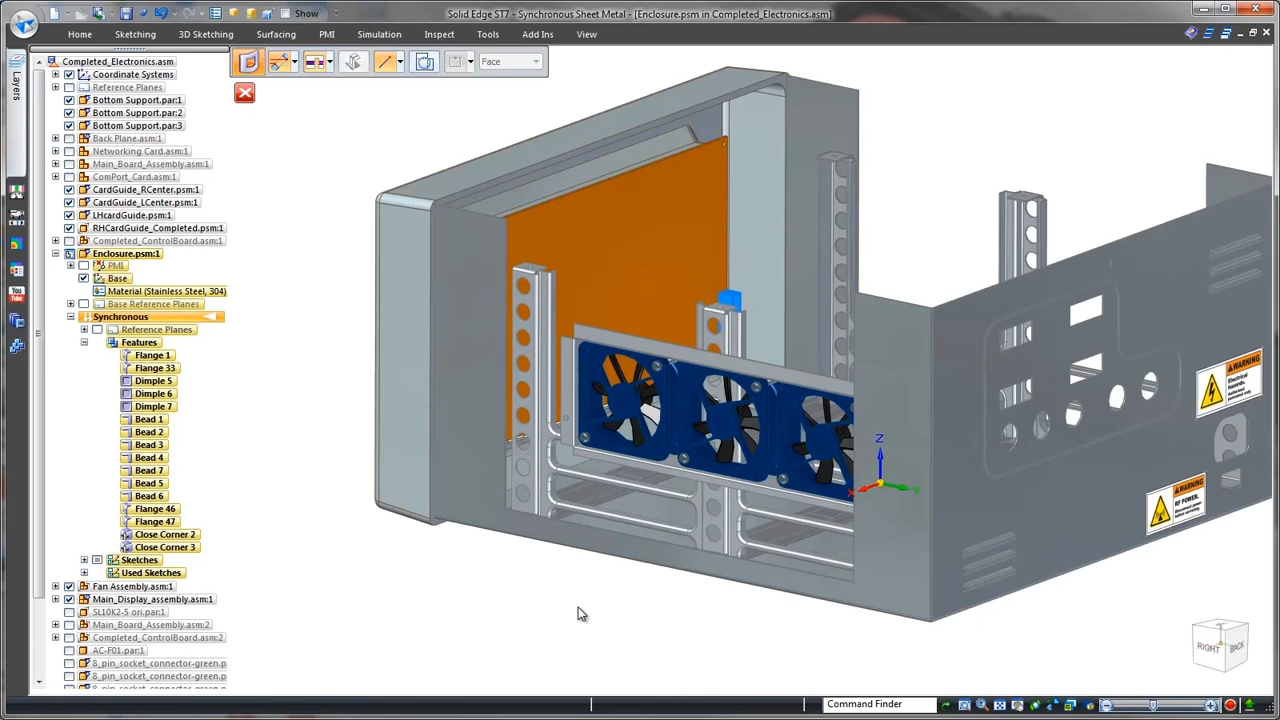 Show
Solid Edge ST7 - Synchronous Sheet Metal - [Enclosure.psm in Completed_Electronics.asm]
Home
Sketching
3D Sketching
Surfacing
PMI
Simulation
Inspect
Tools
Add Ins
View
Layers
Face
Completed_Electronics.asm
Coordinate Systems
Reference Planes
Bottom Support.par:1
Bottom Support.par:2
Bottom Support.par:3
Back Plane.asm:1
Networking Card.asm:1
Main_Board_Assembly.asm:1
ComPort_Card.asm:1
CardGuide_RCenter.psm:1
CardGuide_LCenter.psm:1
LHcardGuide.psm:1
RHCardGuide_Completed.psm:1
Completed_ControlBoard.asm:1
Enclosure.psm:1
PMI
Base
Material (Stainless Steel, 304)
Base Reference Planes
Synchronous
Reference Planes
Features
Flange 1
Flange 33
Dimple 5
Dimple 6
Dimple 7
Bead 1
Bead 2
Bead 3
Bead 4
Bead 7
Bead 5
Bead 6
Flange 46
Flange 47
Close Corner 2
Close Corner 3
Sketches
Used Sketches
Fan Assembly.asm:1
Main_Display_assembly.asm:1
SL10K2-5 ori.par:1
Main_Board_Assembly.asm:2
Completed_ControlBoard.asm:2
AC-F01.par:1
8_pin_socket_connector-green.p
8_pin_socket_connector-green.p
You
Tube
Z
X
Y
WARNING
Electrical
WARNING
RF POWER.
RIGHT
BACK
Command Finder